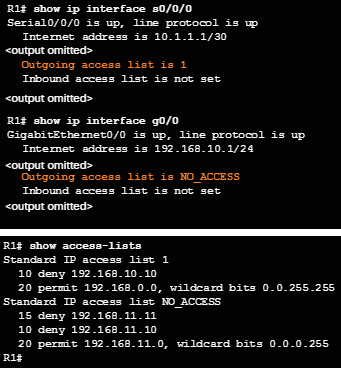 R1# show ip interface s0/0/0
Serial0/0/0 is up, line protocol is up
Internet address is 10.1.1.1/30
<output omitted>
Outgoing access list is 1
Inbound access list is not set
<output omitted>
R1# show ip interface g0/0
GigabitEthernet0/0 is up, line protocol is up
Internet address is 192.168.10.1/24
<output omitted>
Outgoing access list is NO_ACCESS
Inbound access list is not set
<output omitted>
R1# show access-lists
Standard IP access list 1
10 deny 192.168.10.10
20 permit 192.168.0.0, wildcard bits 0.0.255.255
Standard IP access list NO_ACCESS
15 deny 192.168.11.11
10 deny 192.168.11.10
20 permit 192.168.11.0, wildcard bits 0.0.0.255
R1#